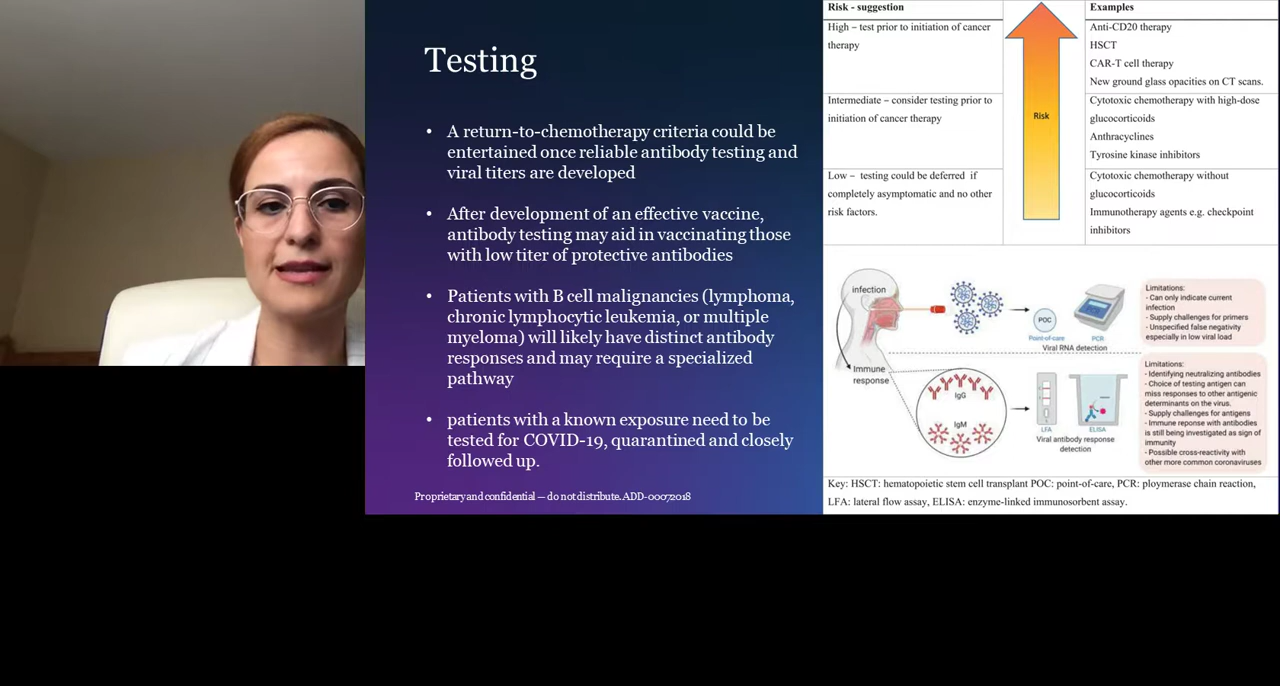 Testing
• A return-to-chemotherapy criteria could be
entertained once reliable antibody testing and
viral titers are developed
• After development of an effective vaccine,
antibody testing may aid in vaccinating those
with low titer of protective antibodies
• Patients with B cell malignancies (lymphoma,
chronic lymphocytic leukemia, or multiple
myeloma) will likely have distinct antibody
responses and may require a specialized
pathway
• patients with a known exposure need to be
tested for COVID-19, quarantined and closely
followed up.
Proprietary and confidential — do not distribute. ADD-00072018
Risk - suggestion
Examples
High – test prior to initiation of cancer
therapy
Anti-CD20 therapy
HSCT
CAR-T cell therapy
New ground glass opacities on CT scans.
Risk
Intermediate – consider testing prior to
initiation of cancer therapy
Cytotoxic chemotherapy with high-dose
glucocorticoids
Anthracyclines
Tyrosine kinase inhibitors
Low – testing could be deferred if
completely asymptomatic and no other
risk factors.
Cytotoxic chemotherapy without
glucocorticoids
Immunotherapy agents e.g. checkpoint
inhibitors
infection
POC
Point-of-care
PCR
Viral RNA detection
Limitations:
- Can only indicate current
infection
- Supply challenges for primers
- Unspecified false negativity
especially in low viral load
Immune
response
IgG
IgM
LFA
ELISA
Viral antibody response
detection
Limitations:
- Identifying neutralizing antibodies
- Choice of testing antigen can
miss responses to other antigenic
determinants on the virus.
- Supply challenges for antigens
- Immune reponse with antibodies
is still being investigated as sign of
immunity
- Possible cross-reactivity with
other more common coronaviruses
Key: HSCT: hematopoietic stem cell transplant POC: point-of-care, PCR: ploymerase chain reaction,
LFA: lateral flow assay, ELISA: enzyme-linked immunosorbent assay.